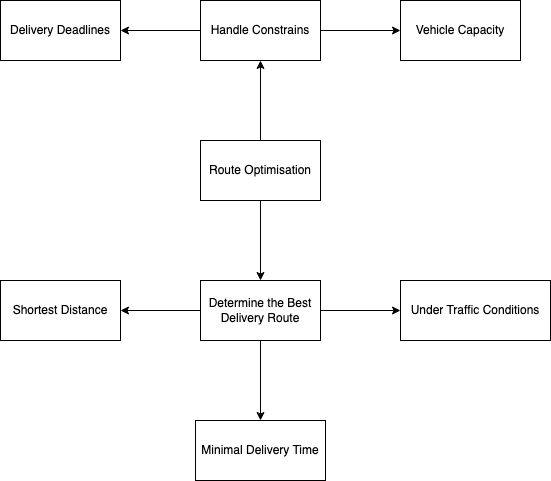 Delivery Deadlines
Handle Constrains
Vehicle Capacity
Route Optimisation
Shortest Distance
Determine the Best
Delivery Route
Under Traffic Conditions
Minimal Delivery Time